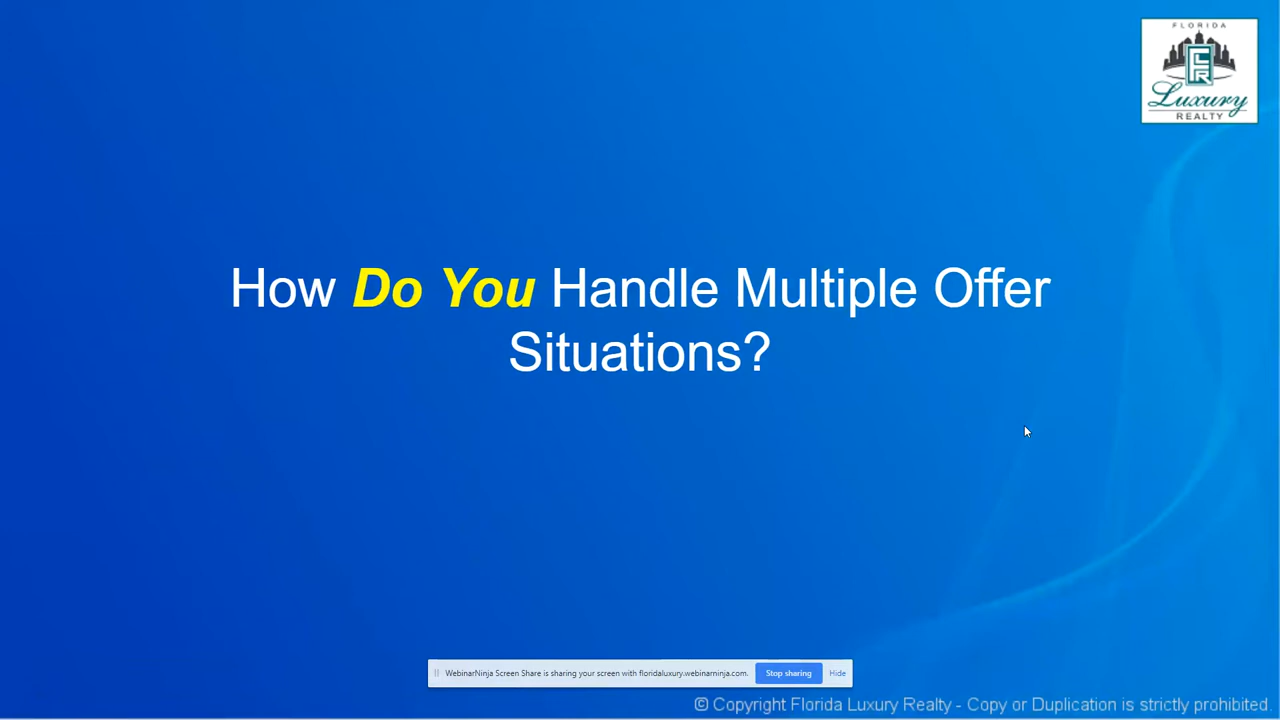 FLORIDA
FLR
Luxury
REALTY
How Do You Handle Multiple Offer
Situations?
WebinarNinja Screen Share is sharing your screen with floridaluxury.webinarninja.com.
Stop sharing
Hide
© Copyright Florida Luxury Realty - Copy or Duplication is strictly prohibited.